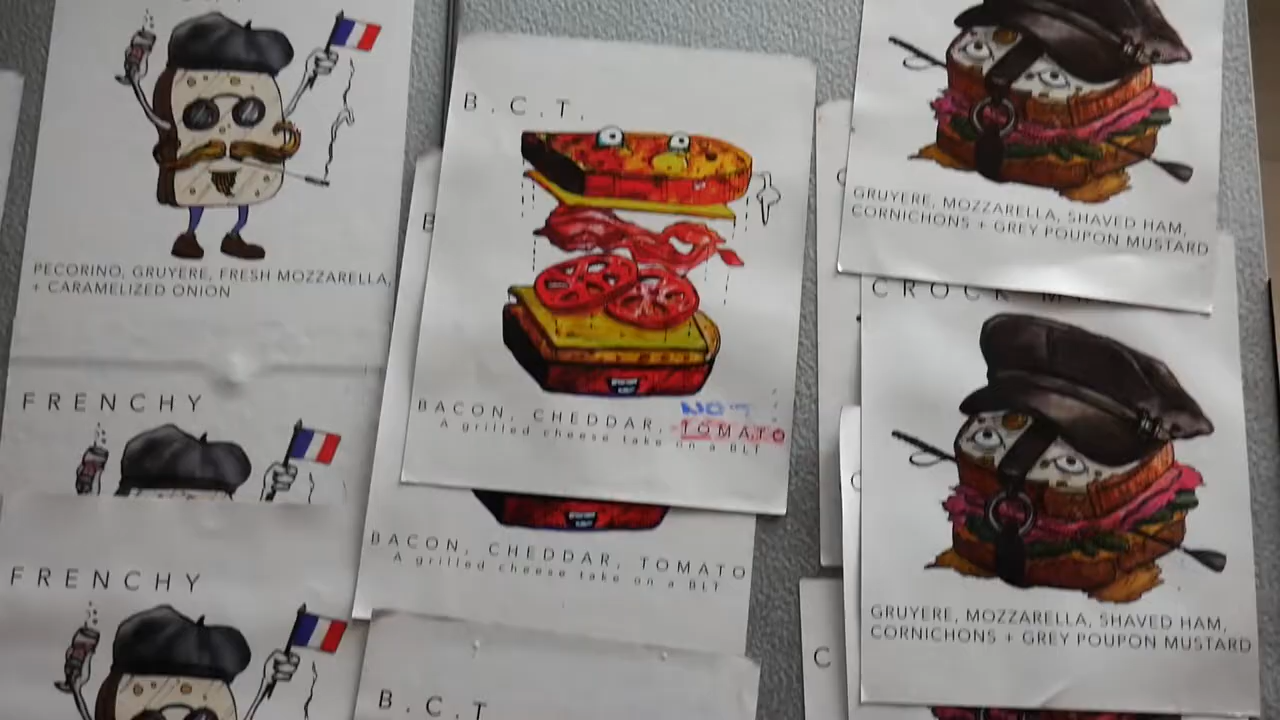 PECORINO, GRUYERE, FRESH MOZZARELLA,
+ CARAMELIZED ONION
FRENCHY
FRENCHY
B.C.T.
BACON, CHEDDAR, NOT TOMATO
A grilled cheese take on a BLT
BACON, CHEDDAR, TOMATO
A grilled cheese take on a BLT
B.C.T
GRUYERE, MOZZARELLA, SHAVED HAM,
CORNICHONS + GREY POUPON MUSTARD
CROCK
GRUYERE, MOZZARELLA, SHAVED HAM,
CORNICHONS + GREY POUPON MUSTARD
C